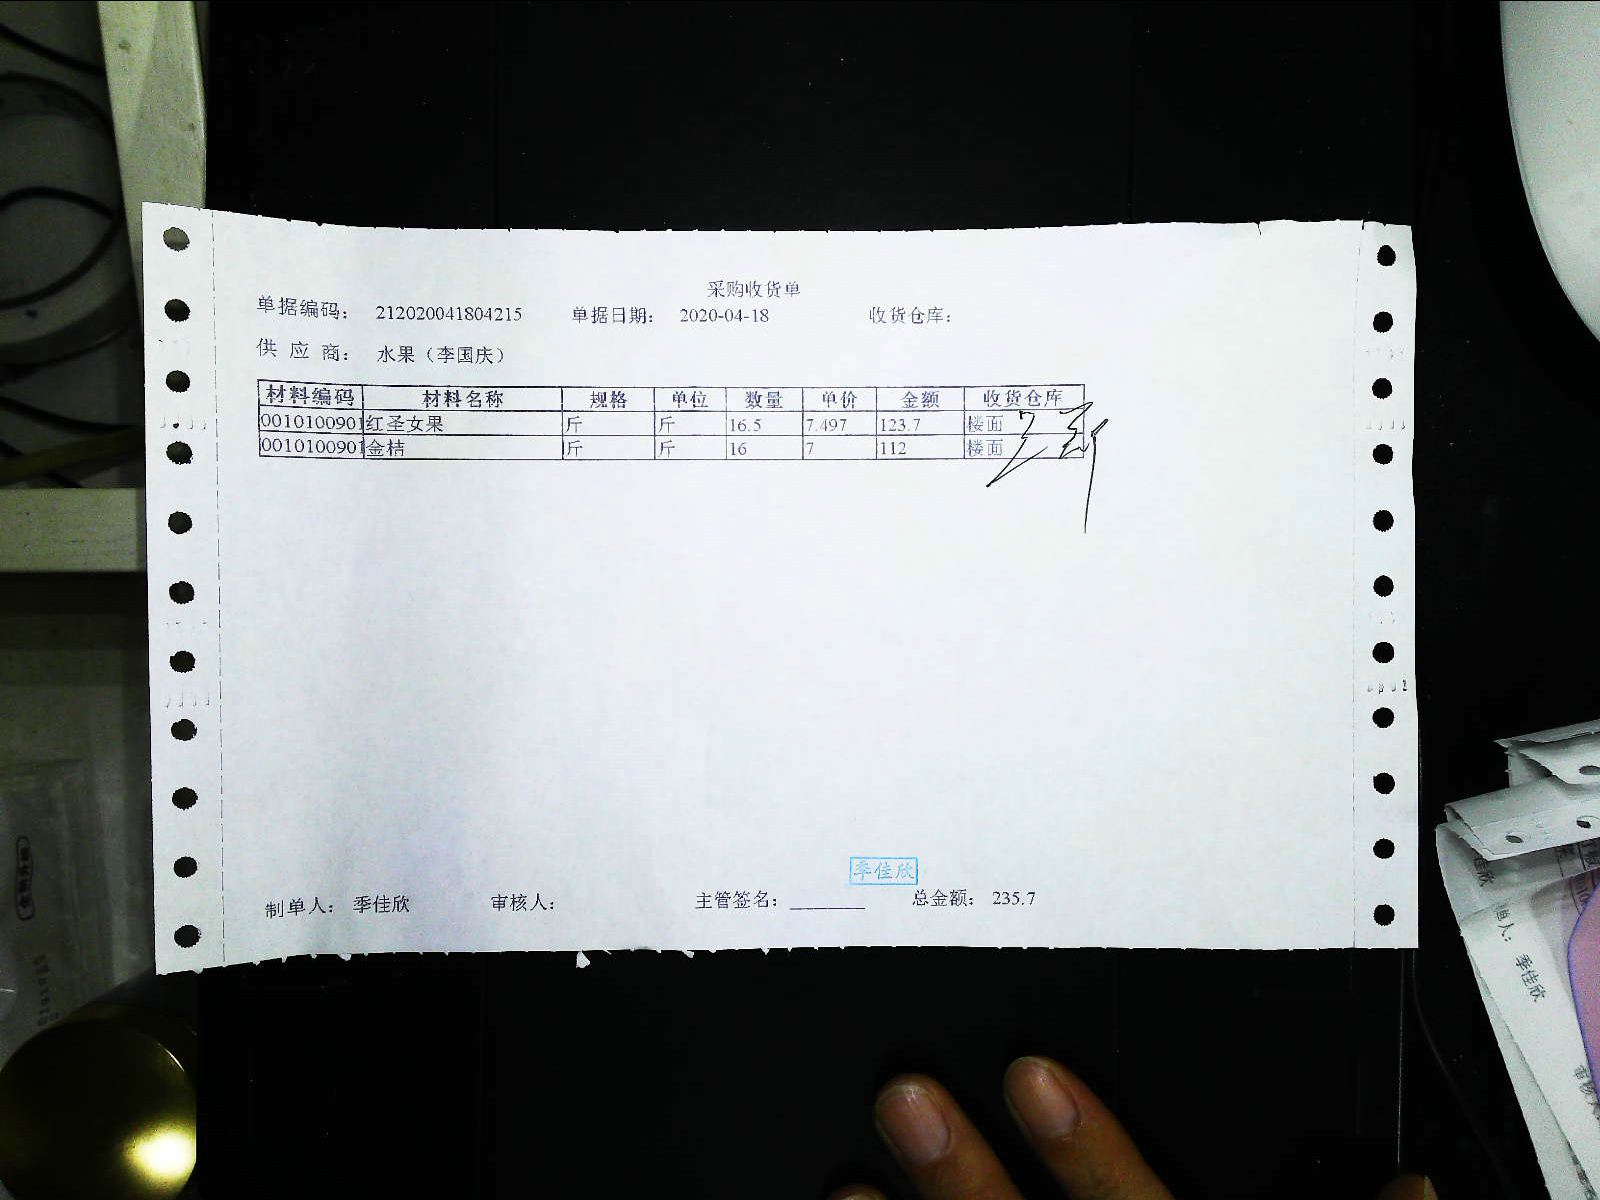 采购收货单
单据编码： 212020041804215 单据日期： 2020-04-18 收货仓库：
供 应 商： 水果（李国庆）
材料编码 材料名称 规格 单位 数量 单价 金额 收货仓库
0010100901 红圣女果 斤 斤 16.5 7.497 123.7 楼面
0010100901 金桔 斤 斤 16 7 112 楼面
季佳欣
制单人： 季佳欣 审核人： 主管签名： ________ 总金额： 235.7
季佳欣